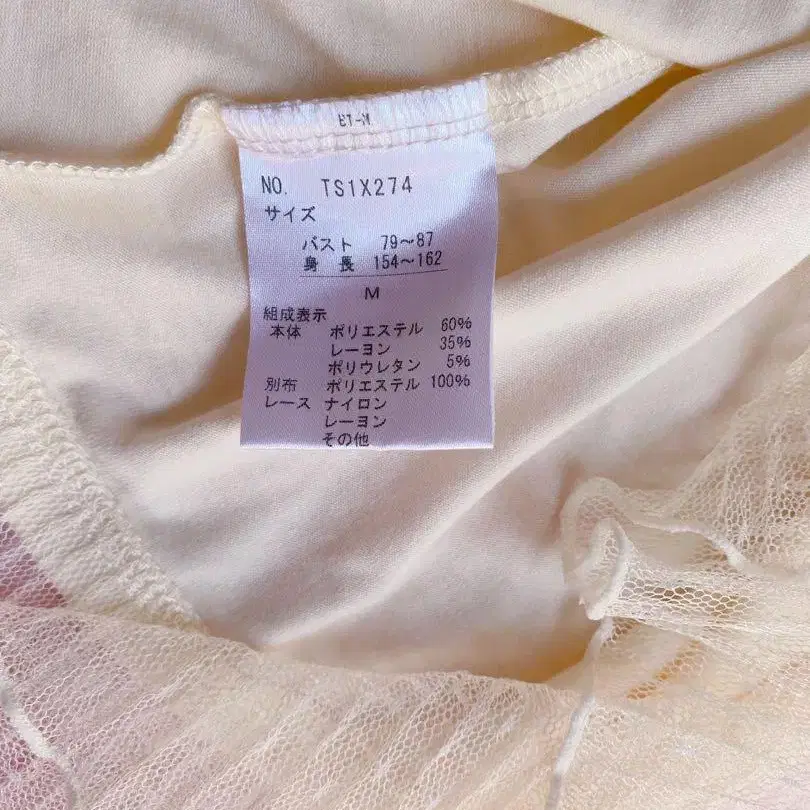 BT-M
NO. TS1X274
サイズ
バスト 79~87
身 長 154~162
M
組成表示
本体 ポリエステル 60%
レーヨン 35%
ポリウレタン 5%
別布 ポリエステル 100%
レース ナイロン
レーヨン
その他